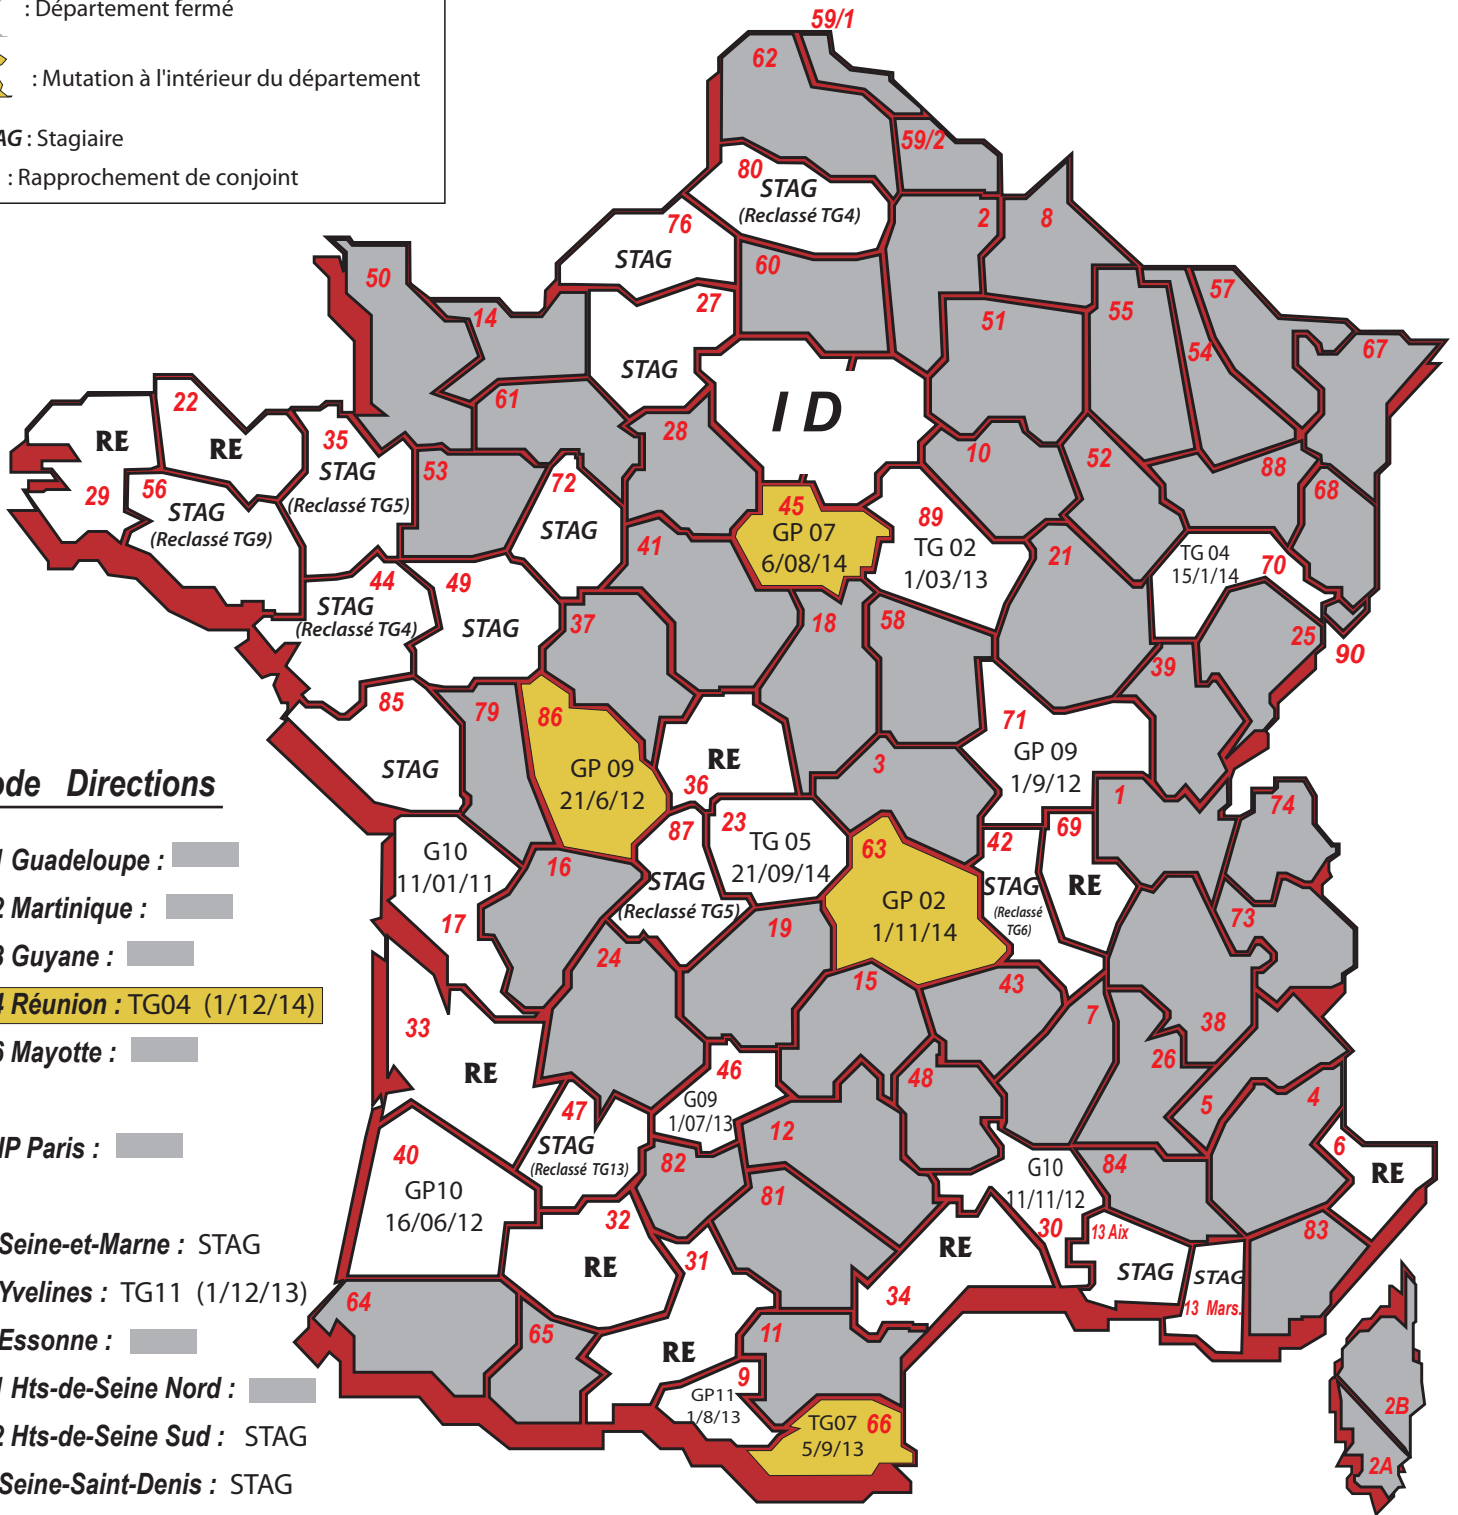 : Département fermé
: Mutation à l'intérieur du département
AG : Stagiaire
: Rapprochement de conjoint
59/1
62
59/2
80
STAG
(Reclassé TG4)
2
8
76
STAG
60
50
14
27
STAG
51
55
57
54
67
I D
61
28
22
RE
RE
29
35
STAG
(Reclassé TG5)
53
56
STAG
(Reclassé TG9)
72
STAG
10
52
88
68
45
GP 07
6/08/14
89
TG 02
1/03/13
41
21
TG 04
15/1/14
70
44
STAG
(Reclassé TG4)
49
STAG
37
18
58
39
25
90
85
STAG
79
86
GP 09
21/6/12
RE
36
3
71
GP 09
1/9/12
ode Directions
1
74
69
RE
42
STAG
(Reclassé
TG6)
23
TG 05
21/09/14
87
STAG
(Reclassé TG5)
63
GP 02
1/11/14
G10
11/01/11
17
16
Guadeloupe :
2 Martinique :
3 Guyane :
4 Réunion : TG04 (1/12/14)
6 Mayotte :
19
24
15
43
73
38
7
26
33
RE
46
G09
1/07/13
48
5
4
47
STAG
(Reclassé TG13)
12
IP Paris :
40
GP10
16/06/12
82
81
G10
11/11/12
30
84
6
RE
13 Aix
STAG
STAG
13 Mars.
83
32
RE
31
RE
RE
34
Seine-et-Marne : STAG
Yvelines : TG11 (1/12/13)
Essonne :
Hts-de-Seine Nord :
2 Hts-de-Seine Sud : STAG
Seine-Saint-Denis : STAG
64
65
11
9
GP11
1/8/13
TG07
5/9/13
66
2B
2A